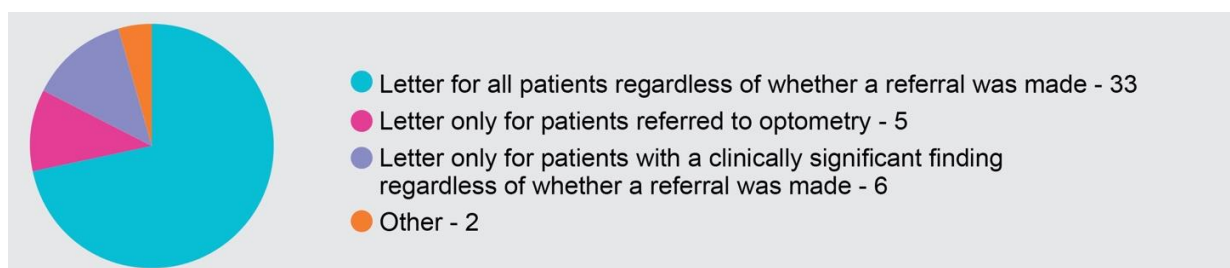 Letter for all patients regardless of whether a referral was made - 33
Letter only for patients referred to optometry - 5
Letter only for patients with a clinically significant finding
regardless of whether a referral was made - 6
Other - 2